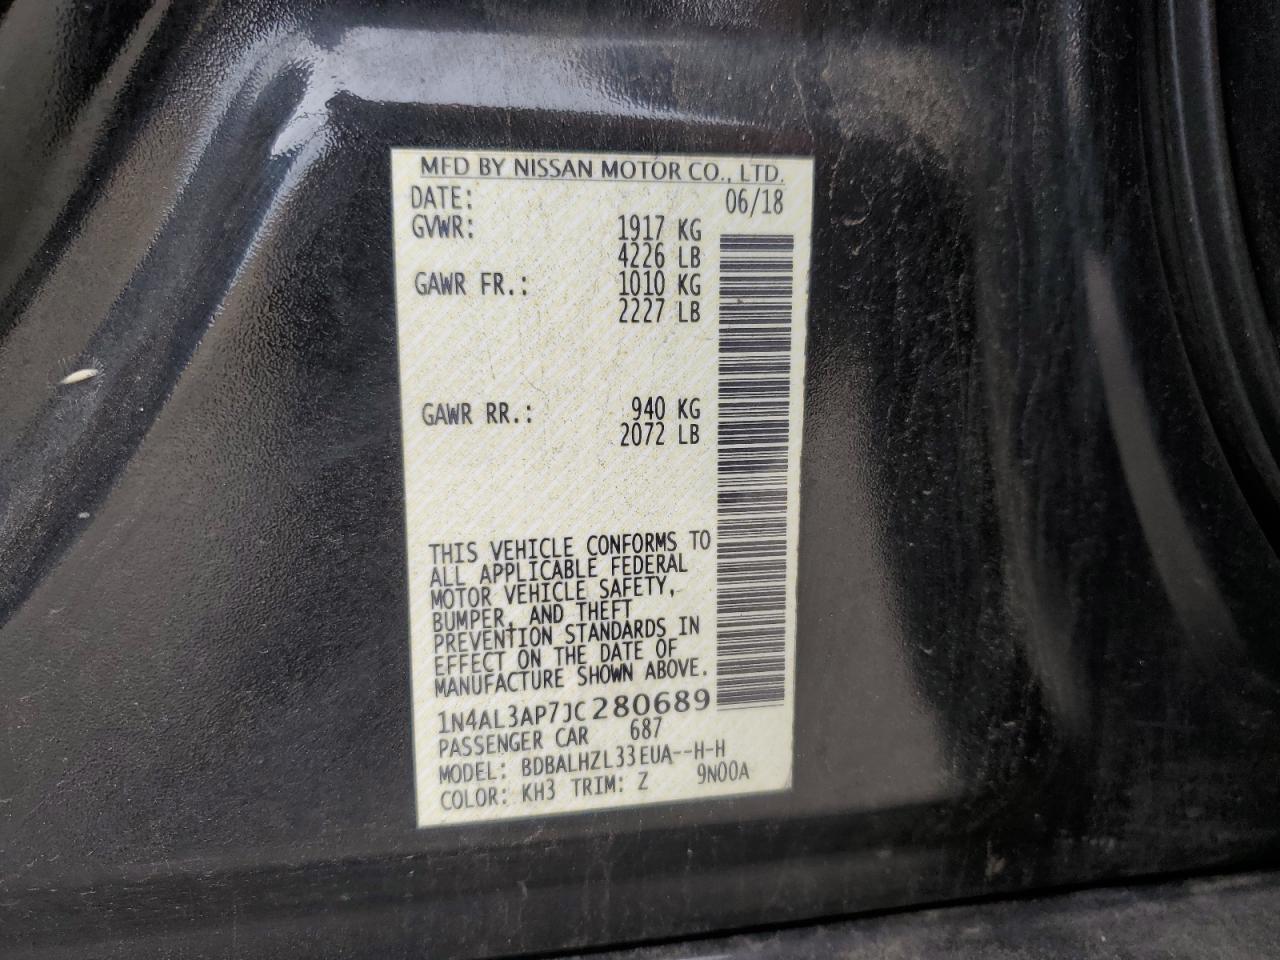 MFD BY NISSAN MOTOR CO., LTD.
DATE: 06/18
GVWR: 1917 KG
4226 LB
GAWR FR.: 1010 KG
2227 LB
GAWR RR.: 940 KG
2072 LB
THIS VEHICLE CONFORMS TO
ALL APPLICABLE FEDERAL
MOTOR VEHICLE SAFETY,
BUMPER, AND THEFT
PREVENTION STANDARDS IN
EFFECT ON THE DATE OF
MANUFACTURE SHOWN ABOVE.
1N4AL3AP7JC280689
PASSENGER CAR 687
MODEL: BDBALHZL33EUA--H-H
COLOR: KH3 TRIM: Z 9N00A